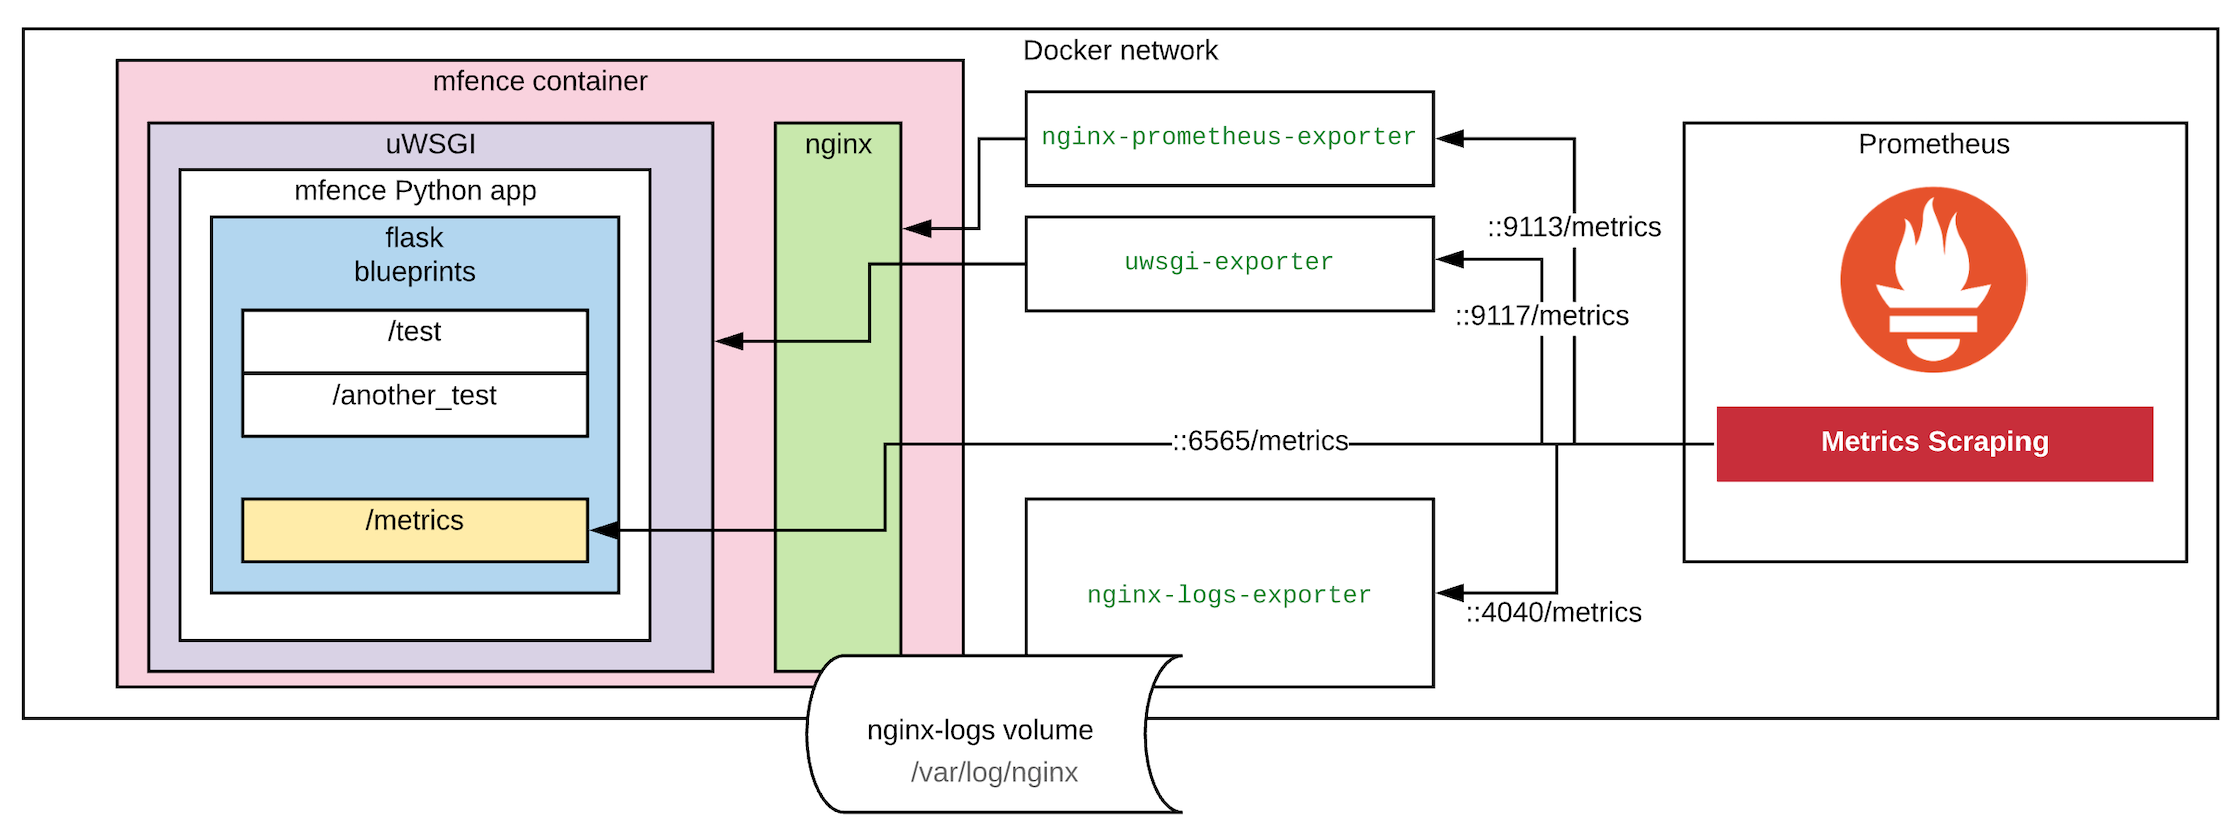 Docker network
mfence container
uWSGI
nginx
mfence Python app
flask
blueprints
/test
/another_test
/metrics
nginx-prometheus-exporter
uwsgi-exporter
nginx-logs-exporter
::9113/metrics
::9117/metrics
::6565/metrics
::4040/metrics
Prometheus
Metrics Scraping
nginx-logs volume
/var/log/nginx